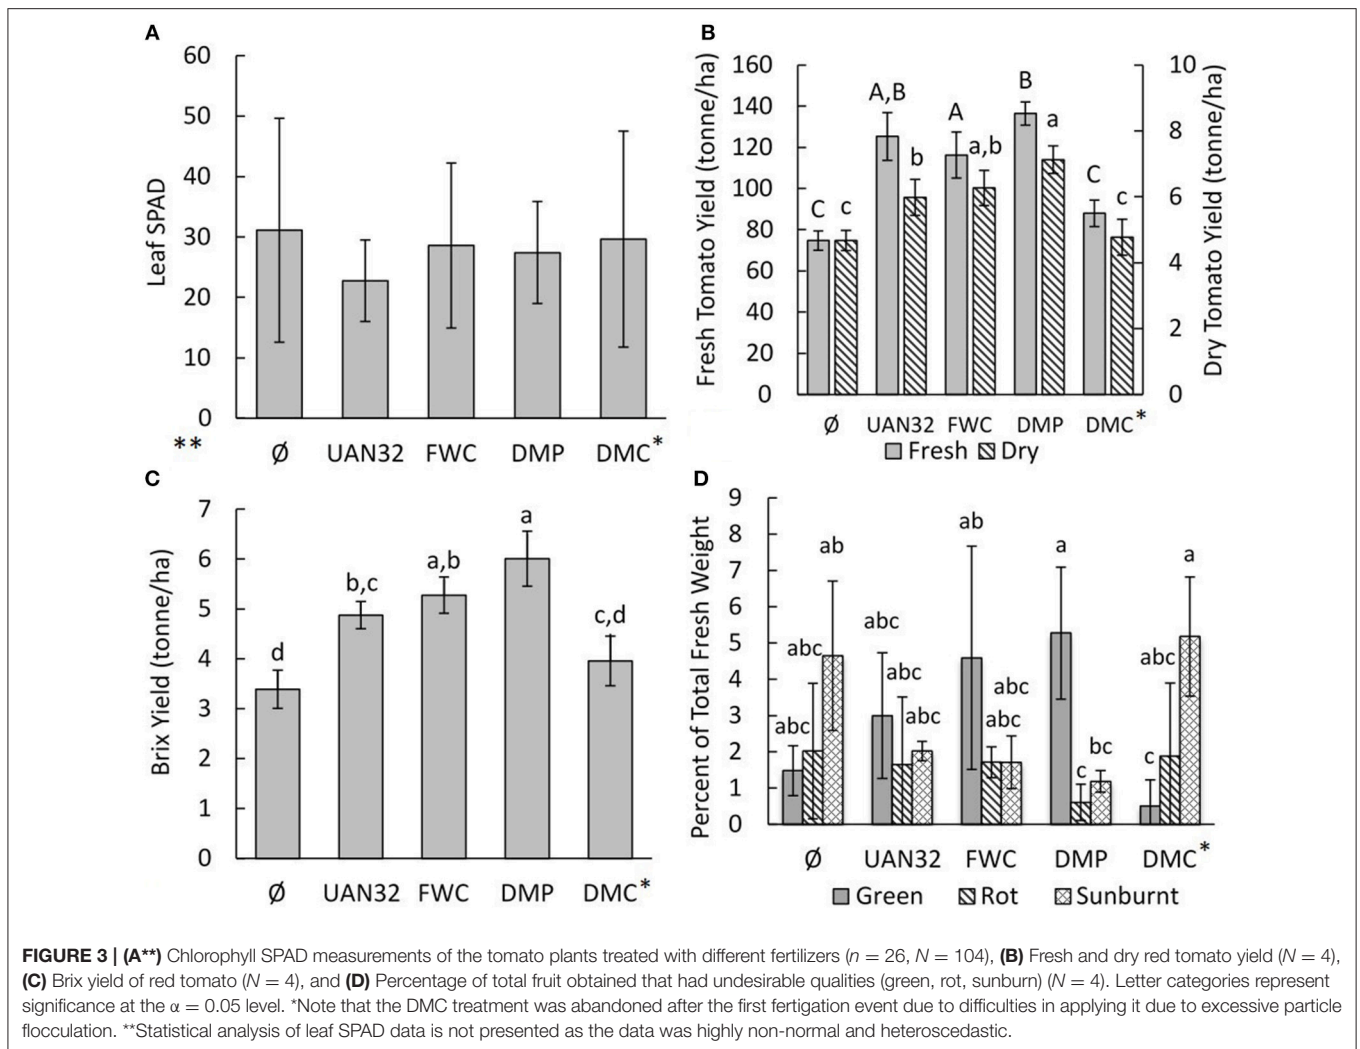 A
60
50
40
30
20
10
0
Leaf SPAD
** Ø UAN32 FWC DMP DMC*
B
160
140
120
100
80
60
40
20
0
Fresh Tomato Yield (tonne/ha)
10
8
6
4
2
0
Dry Tomato Yield (tonne/ha)
C c A,B b A a,b B a C c
Ø UAN32 FWC DMP DMC*
Fresh Dry
C
7
6
5
4
3
2
1
0
Brix Yield (tonne/ha)
d b,c a,b a c,d
Ø UAN32 FWC DMP DMC*
D
9
8
7
6
5
4
3
2
1
0
Percent of Total Fresh Weight
abc abc ab abc abc abc ab abc abc a c bc c abc a
Ø UAN32 FWC DMP DMC*
Green Rot Sunburnt
FIGURE 3 | (A**) Chlorophyll SPAD measurements of the tomato plants treated with different fertilizers (n = 26, N = 104), (B) Fresh and dry red tomato yield (N = 4),
(C) Brix yield of red tomato (N = 4), and (D) Percentage of total fruit obtained that had undesirable qualities (green, rot, sunburn) (N = 4). Letter categories represent
significance at the α = 0.05 level. *Note that the DMC treatment was abandoned after the first fertigation event due to difficulties in applying it due to excessive particle
flocculation. **Statistical analysis of leaf SPAD data is not presented as the data was highly non-normal and heteroscedastic.